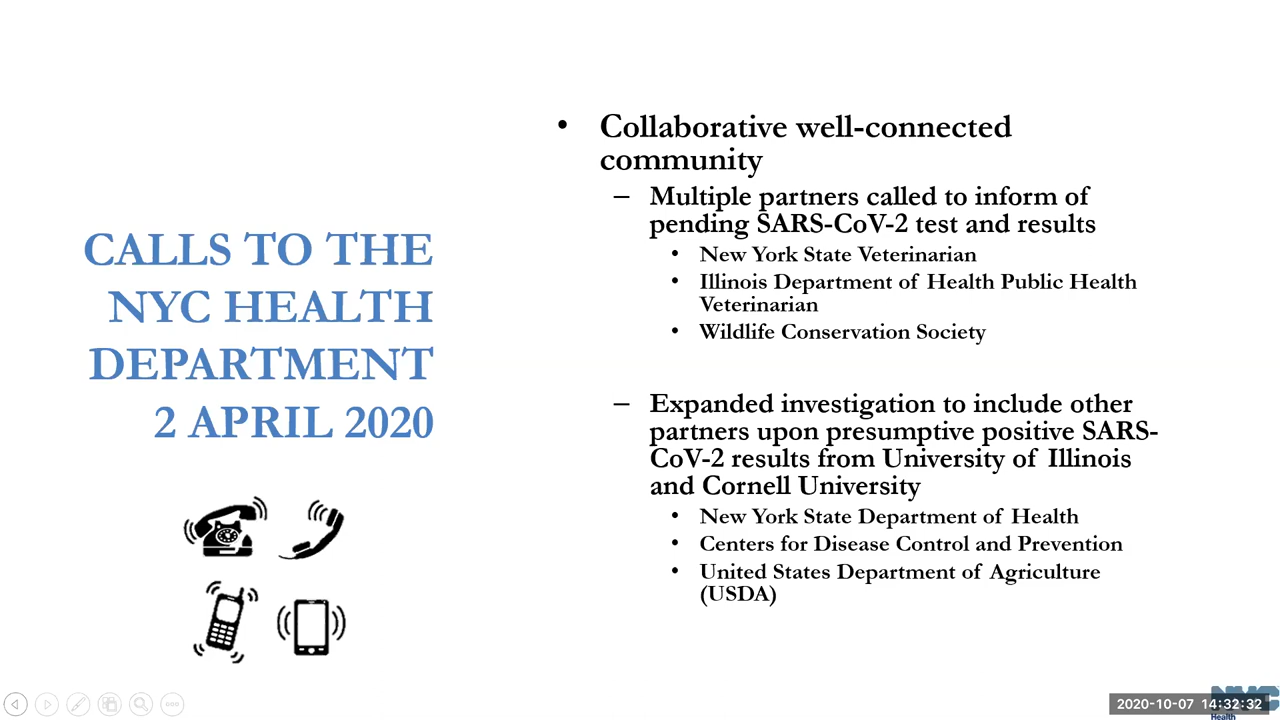 CALLS TO THE
NYC HEALTH
DEPARTMENT
2 APRIL 2020
• Collaborative well-connected
community
– Multiple partners called to inform of
pending SARS-CoV-2 test and results
• New York State Veterinarian
• Illinois Department of Health Public Health
Veterinarian
• Wildlife Conservation Society
– Expanded investigation to include other
partners upon presumptive positive SARS-
CoV-2 results from University of Illinois
and Cornell University
• New York State Department of Health
• Centers for Disease Control and Prevention
• United States Department of Agriculture
(USDA)
2020-10-07 14:32:32
NYC
Health